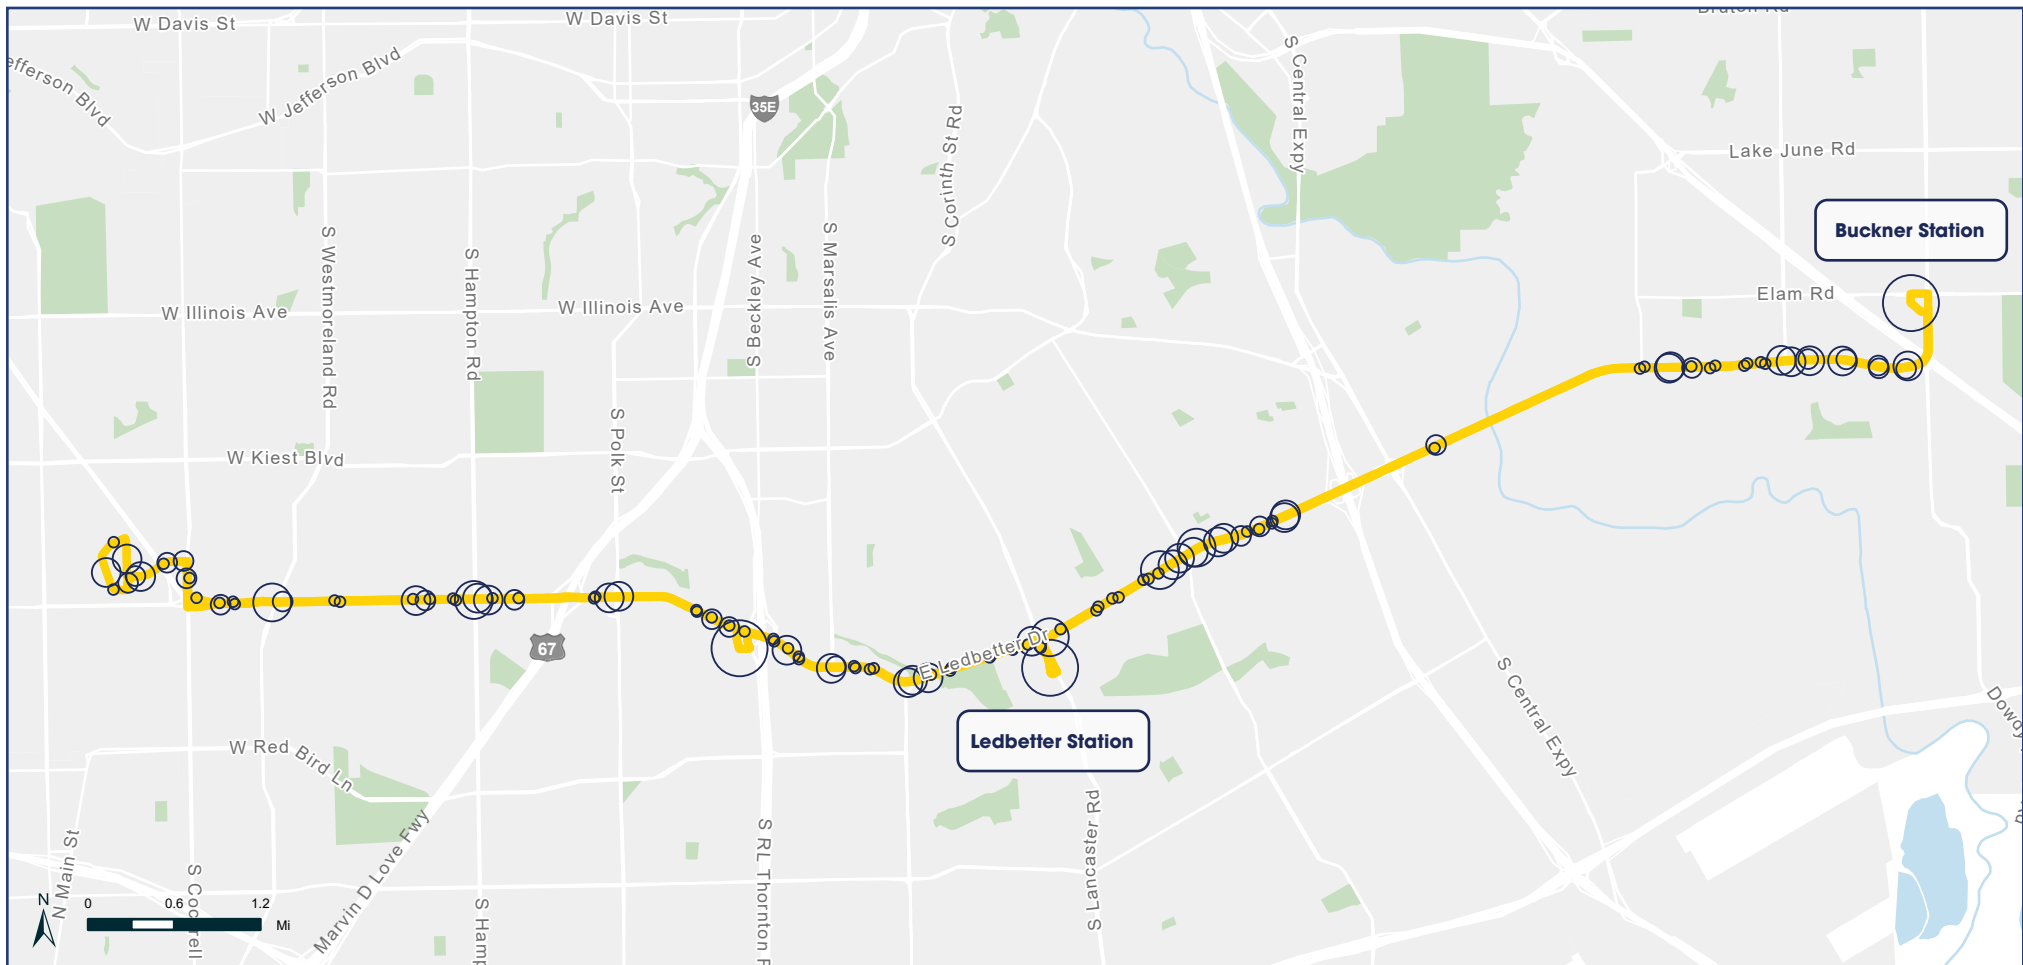 W Davis St
W Davis St
Bruton Rd
efferson Blvd
W Jefferson Blvd
35E
S Central Expy
S Corinth St Rd
Lake June Rd
Buckner Station
S Westmoreland Rd
S Hampton Rd
S Beckley Ave
S Marsalis Ave
Elam Rd
W Illinois Ave
W Illinois Ave
S Polk St
W Kiest Blvd
67
E Ledbetter Dr
Ledbetter Station
S Central Expy
Dowdy
W Red Bird Ln
S Lancaster Rd
N Main St
S Cockrell
Marvin D Love Fwy
S Hamp
S RL Thornton F
N
0 0.6 1.2
Mi